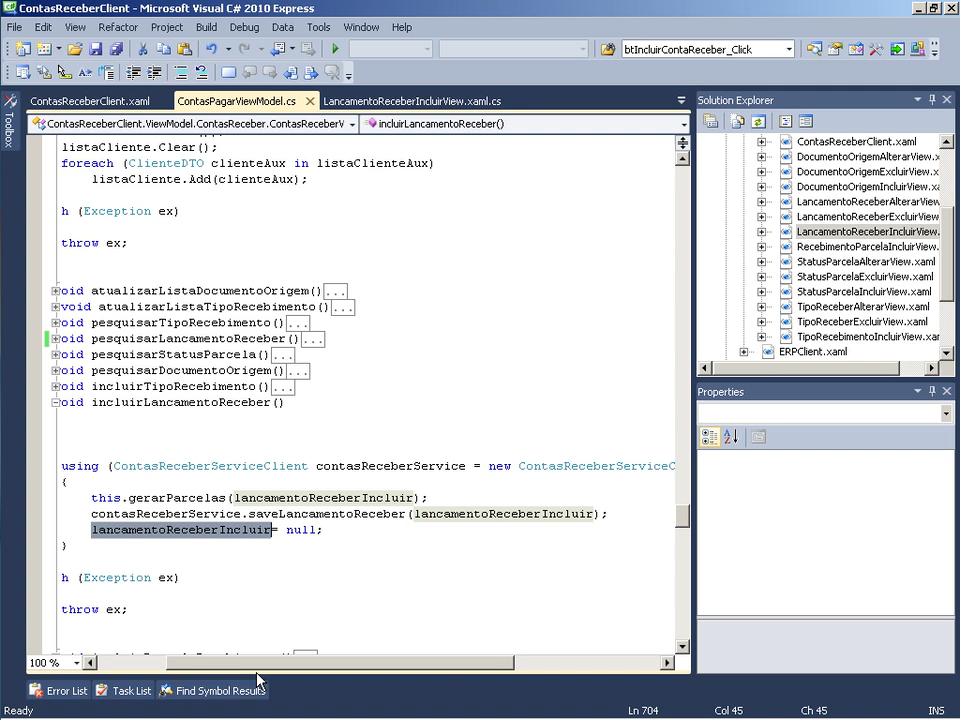 ContasReceberClient - Microsoft Visual C# 2010 Express
File Edit View Refactor Project Build Debug Data Tools Window Help
btIncluirContaReceber_Click
ContasReceberClient.xaml ContasPagarViewModel.cs LancamentoReceberIncluirView.xaml.cs
Toolbox
ContasReceberClient.ViewModel.ContasReceber.ContasReceberV incluirLancamentoReceber()
listaCliente.Clear();
foreach (ClienteDTO clienteAux in listaClienteAux)
listaCliente.Add(clienteAux);
h (Exception ex)
throw ex;
oid atualizarListaDocumentoOrigem()...
void atualizarListaTipoRecebimento()...
oid pesquisarTipoRecebimento()...
oid pesquisarLancamentoReceber()...
oid pesquisarStatusParcela()...
oid pesquisarDocumentoOrigem()...
oid incluirTipoRecebimento()...
oid incluirLancamentoReceber()
using (ContasReceberServiceClient contasReceberService = new ContasReceberServiceC
{
this.gerarParcelas(lancamentoReceberIncluir);
contasReceberService.saveLancamentoReceber(lancamentoReceberIncluir);
lancamentoReceberIncluir= null;
}
h (Exception ex)
throw ex;
100 %
Solution Explorer
ContasReceberClient.xaml
DocumentoOrigemAlterarView.x
DocumentoOrigemExcluirView.x
DocumentoOrigemIncluirView.xa
LancamentoReceberAlterarView
LancamentoReceberExcluirView.
LancamentoReceberIncluirView.
RecebimentoParcelaIncluirView.
StatusParcelaAlterarView.xaml
StatusParcelaExcluirView.xaml
StatusParcelaIncluirView.xaml
TipoReceberAlterarView.xaml
TipoReceberExcluirView.xaml
TipoRecebimentoIncluirView.xa
ERPClient.xaml
Properties
Error List Task List Find Symbol Results
Ready Ln 704 Col 45 Ch 45 INS